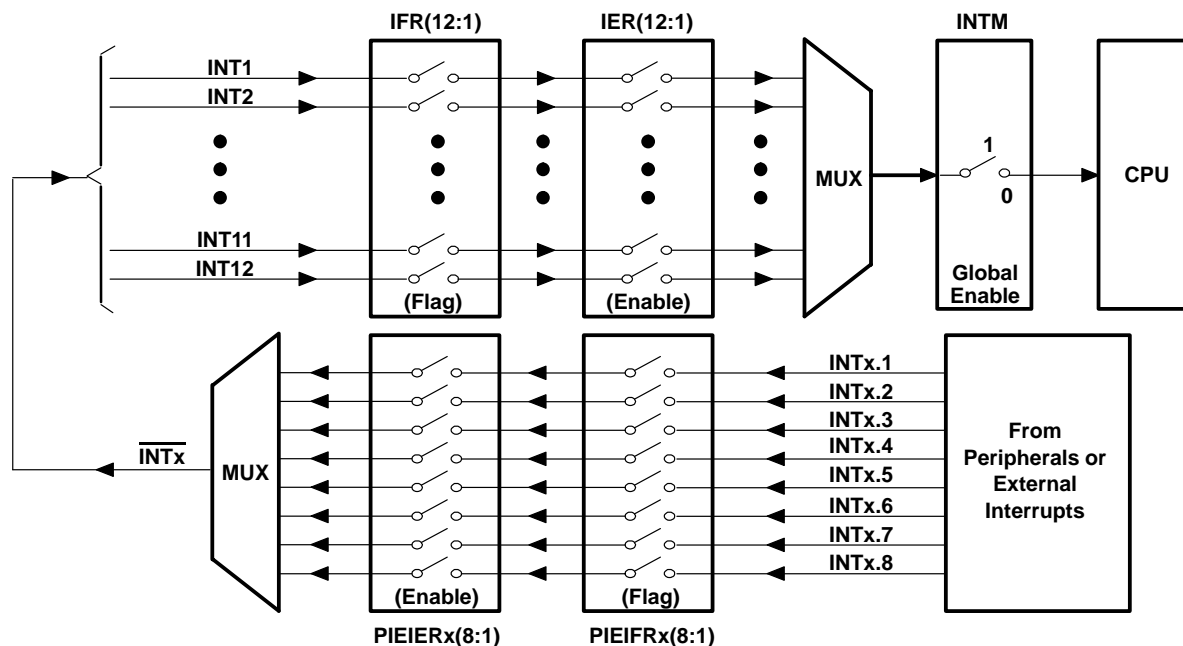 IFR(12:1)
IER(12:1)
INTM
INT1
INT2
1
MUX
CPU
0
INT11
INT12
Global
Enable
(Flag)
(Enable)
INTx.1
INTx.2
INTx.3
INTx.4
INTx.5
INTx.6
INTx.7
INTx.8
From
Peripherals or
External
Interrupts
INTx
MUX
(Enable)
(Flag)
PIEIERx(8:1)
PIEIFRx(8:1)